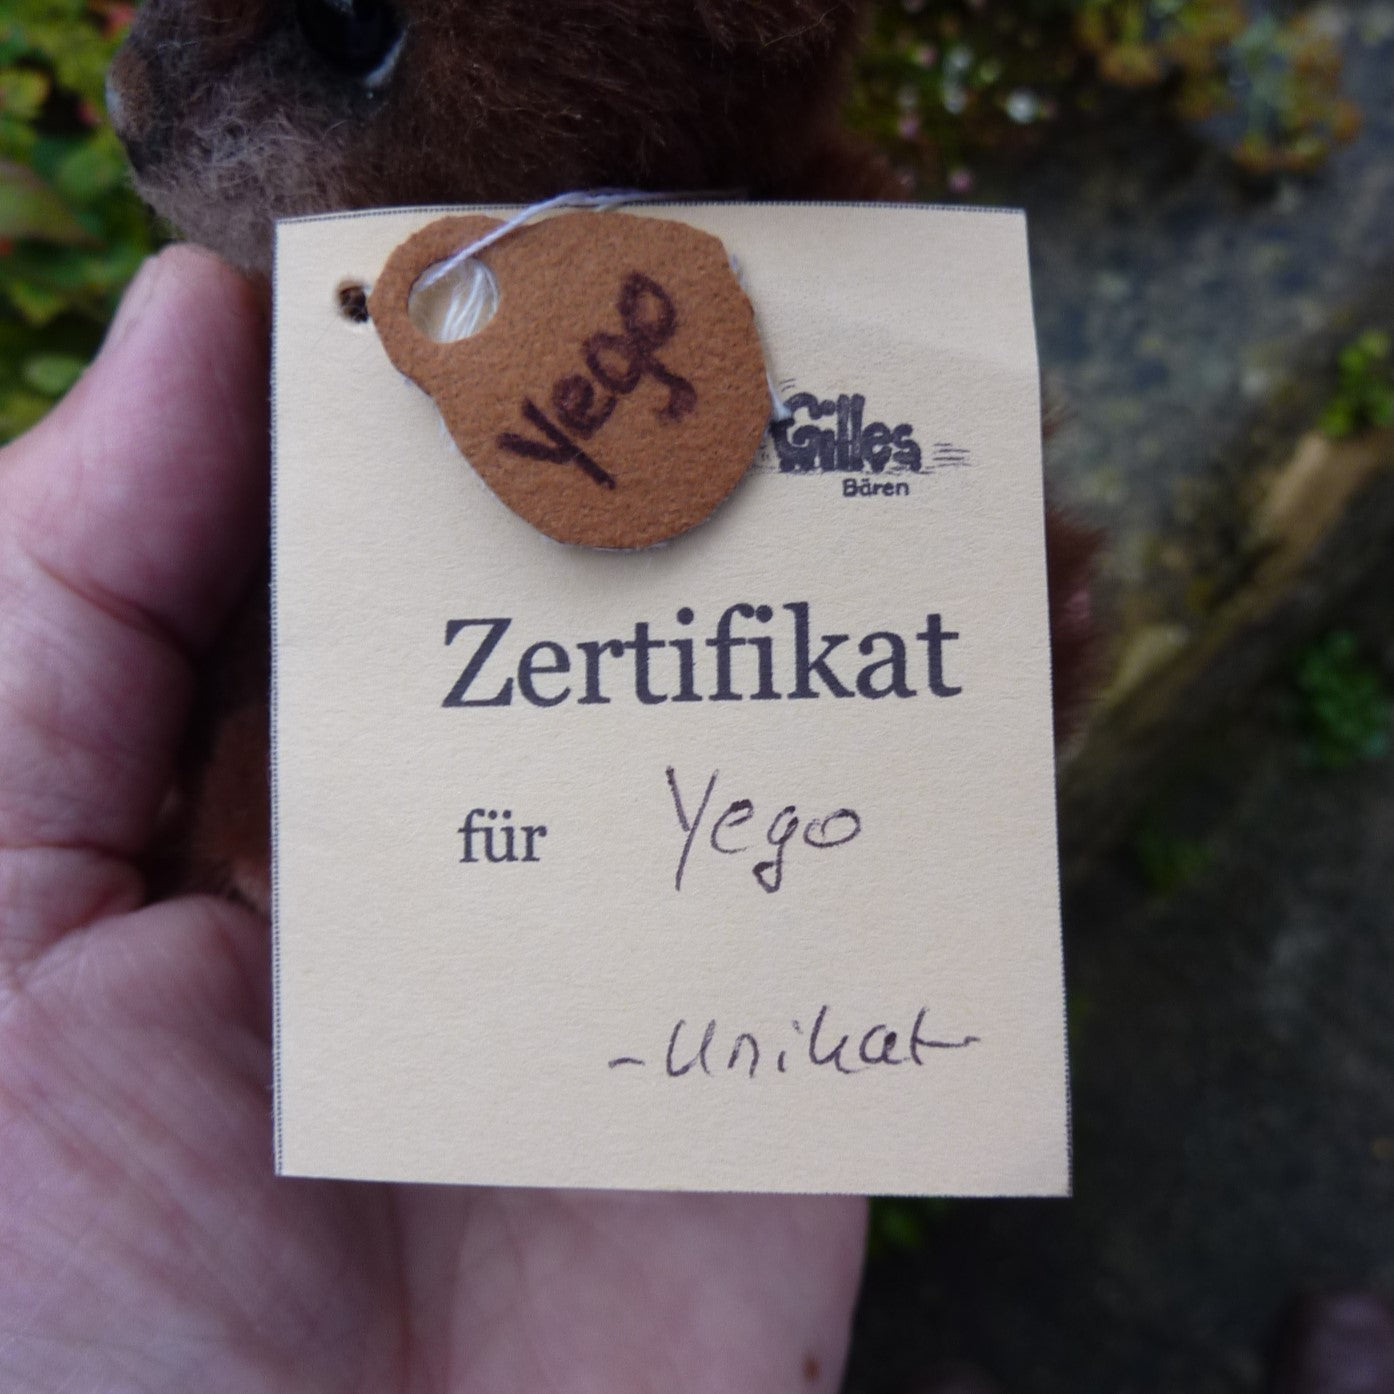 Yego
Gilles
Bären
Zertifikat
für Yego
- Unikat -